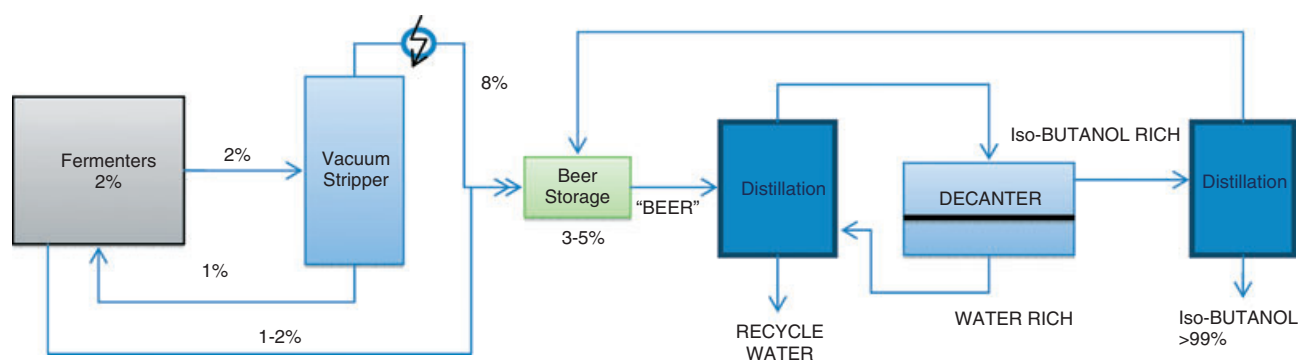 Fermenters
2%
2%
1%
1-2%
Vacuum
Stripper
8%
Beer
Storage
3-5%
“BEER”
Distillation
RECYCLE
WATER
DECANTER
WATER RICH
Iso-BUTANOL RICH
Distillation
Iso-BUTANOL
>99%